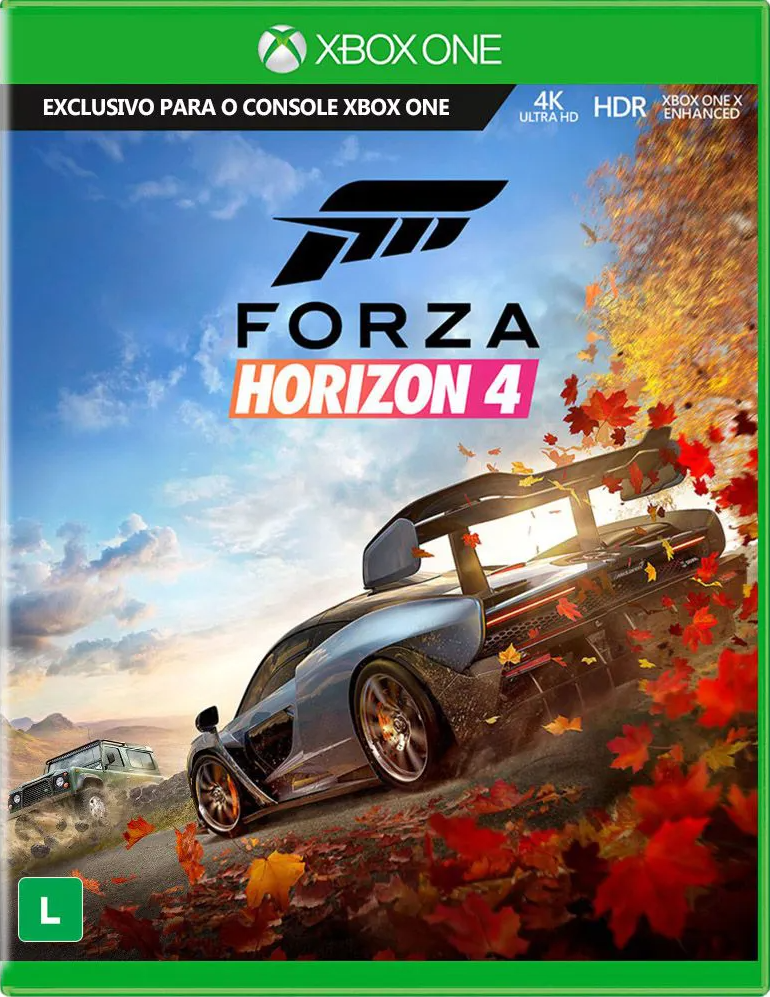 XBOX ONE
EXCLUSIVO PARA O CONSOLE XBOX ONE
4K
ULTRA HD
HDR
XBOX ONE X
ENHANCED
FORZA
HORIZON 4
L